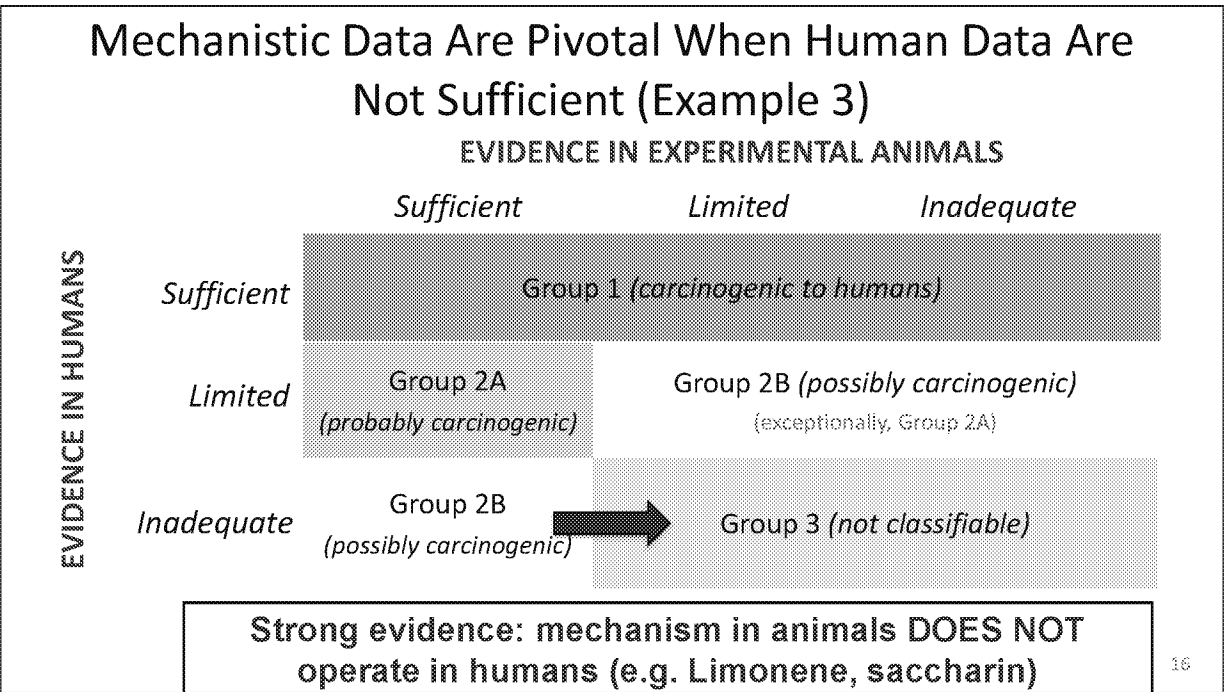 Mechanistic Data Are Pivotal When Human Data Are
Not Sufficient (Example 3)
EVIDENCE IN EXPERIMENTAL ANIMALS
Sufficient Limited Inadequate
EVIDENCE IN HUMANS
Sufficient
Group 1 (carcinogenic to humans)
Limited
Group 2A
(probably carcinogenic)
Group 2B (possibly carcinogenic)
(exceptionally, Group 2A)
Inadequate
Group 2B
(possibly carcinogenic)
Group 3 (not classifiable)
Strong evidence: mechanism in animals DOES NOT
operate in humans (e.g. Limonene, saccharin)
16